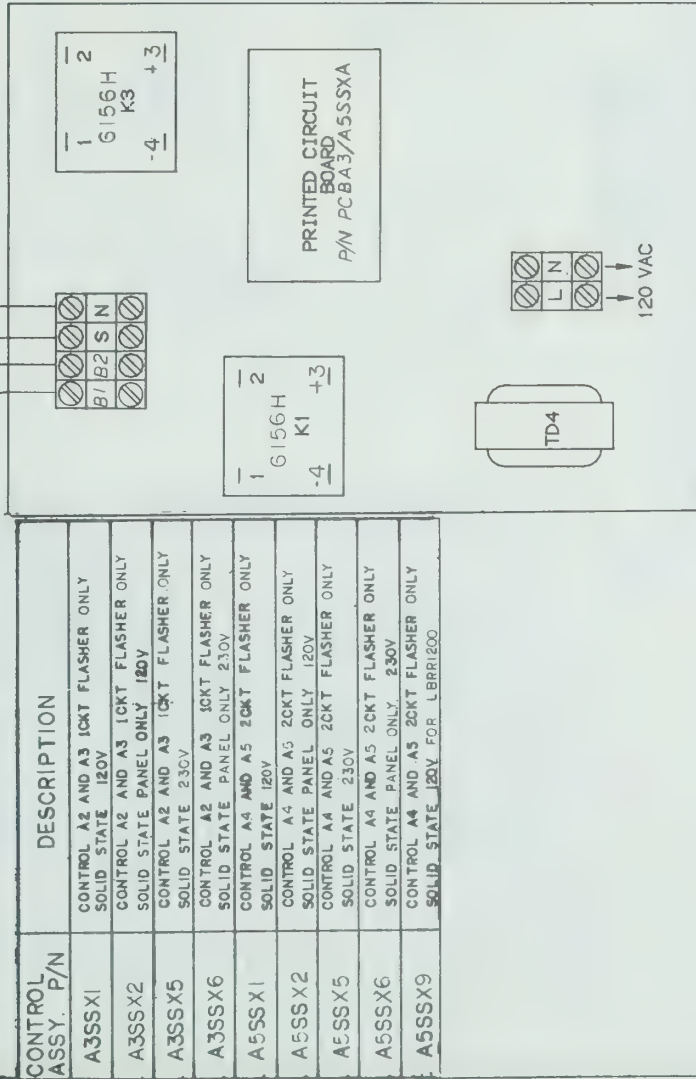 CONTROL
ASSY. P/N
DESCRIPTION
A3SSX1
CONTROL A2 AND A3 1CKT FLASHER ONLY
SOLID STATE 120V
A3SSX2
CONTROL A2 AND A3 1CKT FLASHER ONLY
SOLID STATE PANEL ONLY 120V
A3SSX5
CONTROL A2 AND A3 1CKT FLASHER ONLY
SOLID STATE 230V
A3SSX6
CONTROL A2 AND A3 1CKT FLASHER ONLY
SOLID STATE PANEL ONLY 230V
A5SSX1
CONTROL A4 AND A5 2CKT FLASHER ONLY
SOLID STATE 120V
A5SSX2
CONTROL A4 AND A5 2CKT FLASHER ONLY
SOLID STATE PANEL ONLY 120V
A5SSX5
CONTROL A4 AND A5 2CKT FLASHER ONLY
SOLID STATE 230V
A5SSX6
CONTROL A4 AND A5 2CKT FLASHER ONLY
SOLID STATE PANEL ONLY 230V
A5SSX9
CONTROL A4 AND A5 2CKT FLASHER ONLY
SOLID STATE 120V FOR LBRR1200
B1 B2 S N
1 2
6156H
K3
-4 +3
1 2
6156H
K1
-4 +3
PRINTED CIRCUIT
BOARD
P/N PCBA3/A5SSXA
TD4
L N
120 VAC